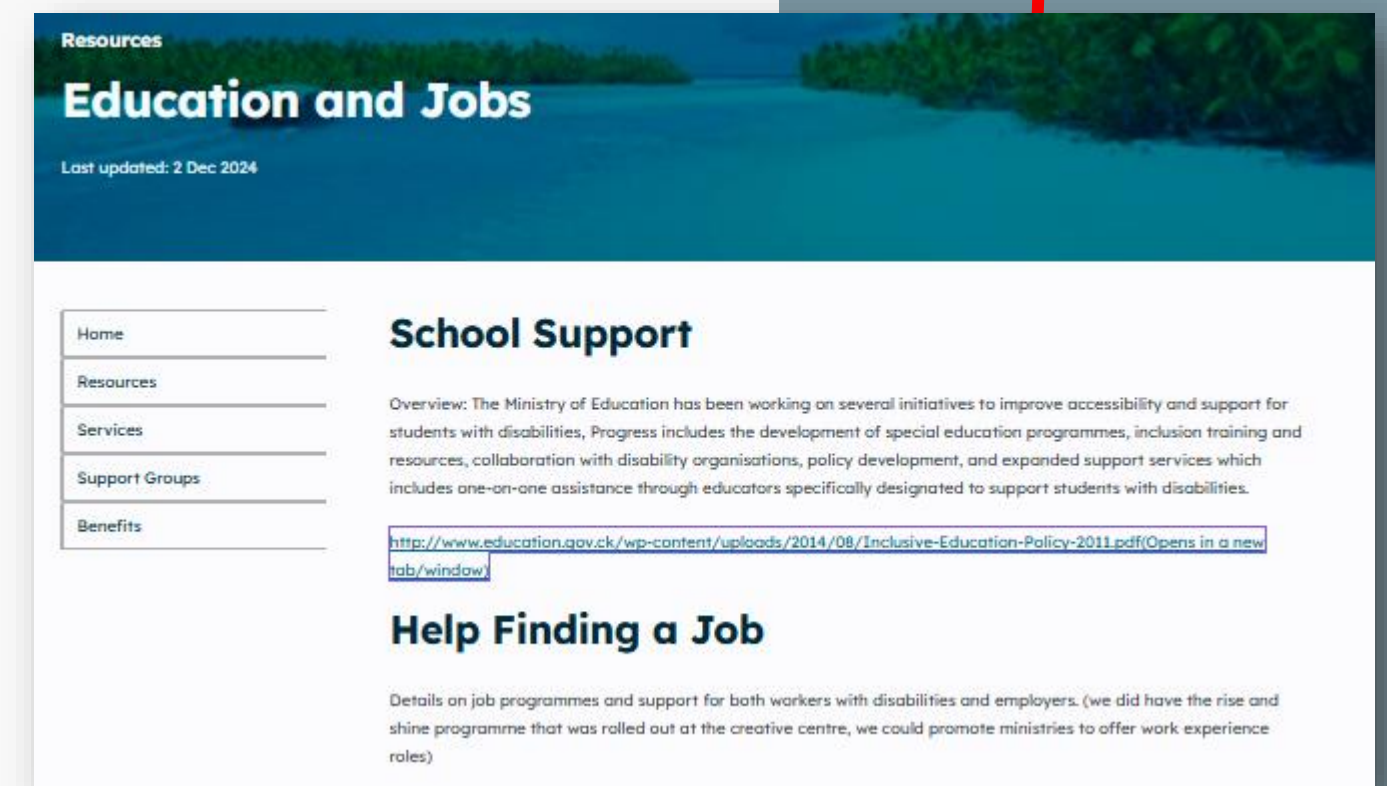 Resources
Education and Jobs
Last updated: 2 Dec 2024
Home
Resources
Services
Support Groups
Benefits
School Support
Overview: The Ministry of Education has been working on several initiatives to improve accessibility and support for
students with disabilities, Progress includes the development of special education programmes, inclusion training and
resources, collaboration with disability organisations, policy development, and expanded support services which
includes one-on-one assistance through educators specifically designated to support students with disabilities.
http://www.education.gov.ck/wp-content/uploads/2014/08/Inclusive-Education-Policy-2011.pdf(Opens in a new
tab/window)
Help Finding a Job
Details on job programmes and support for both workers with disabilities and employers. (we did have the rise and
shine programme that was rolled out at the creative centre, we could promote ministries to offer work experience
roles)